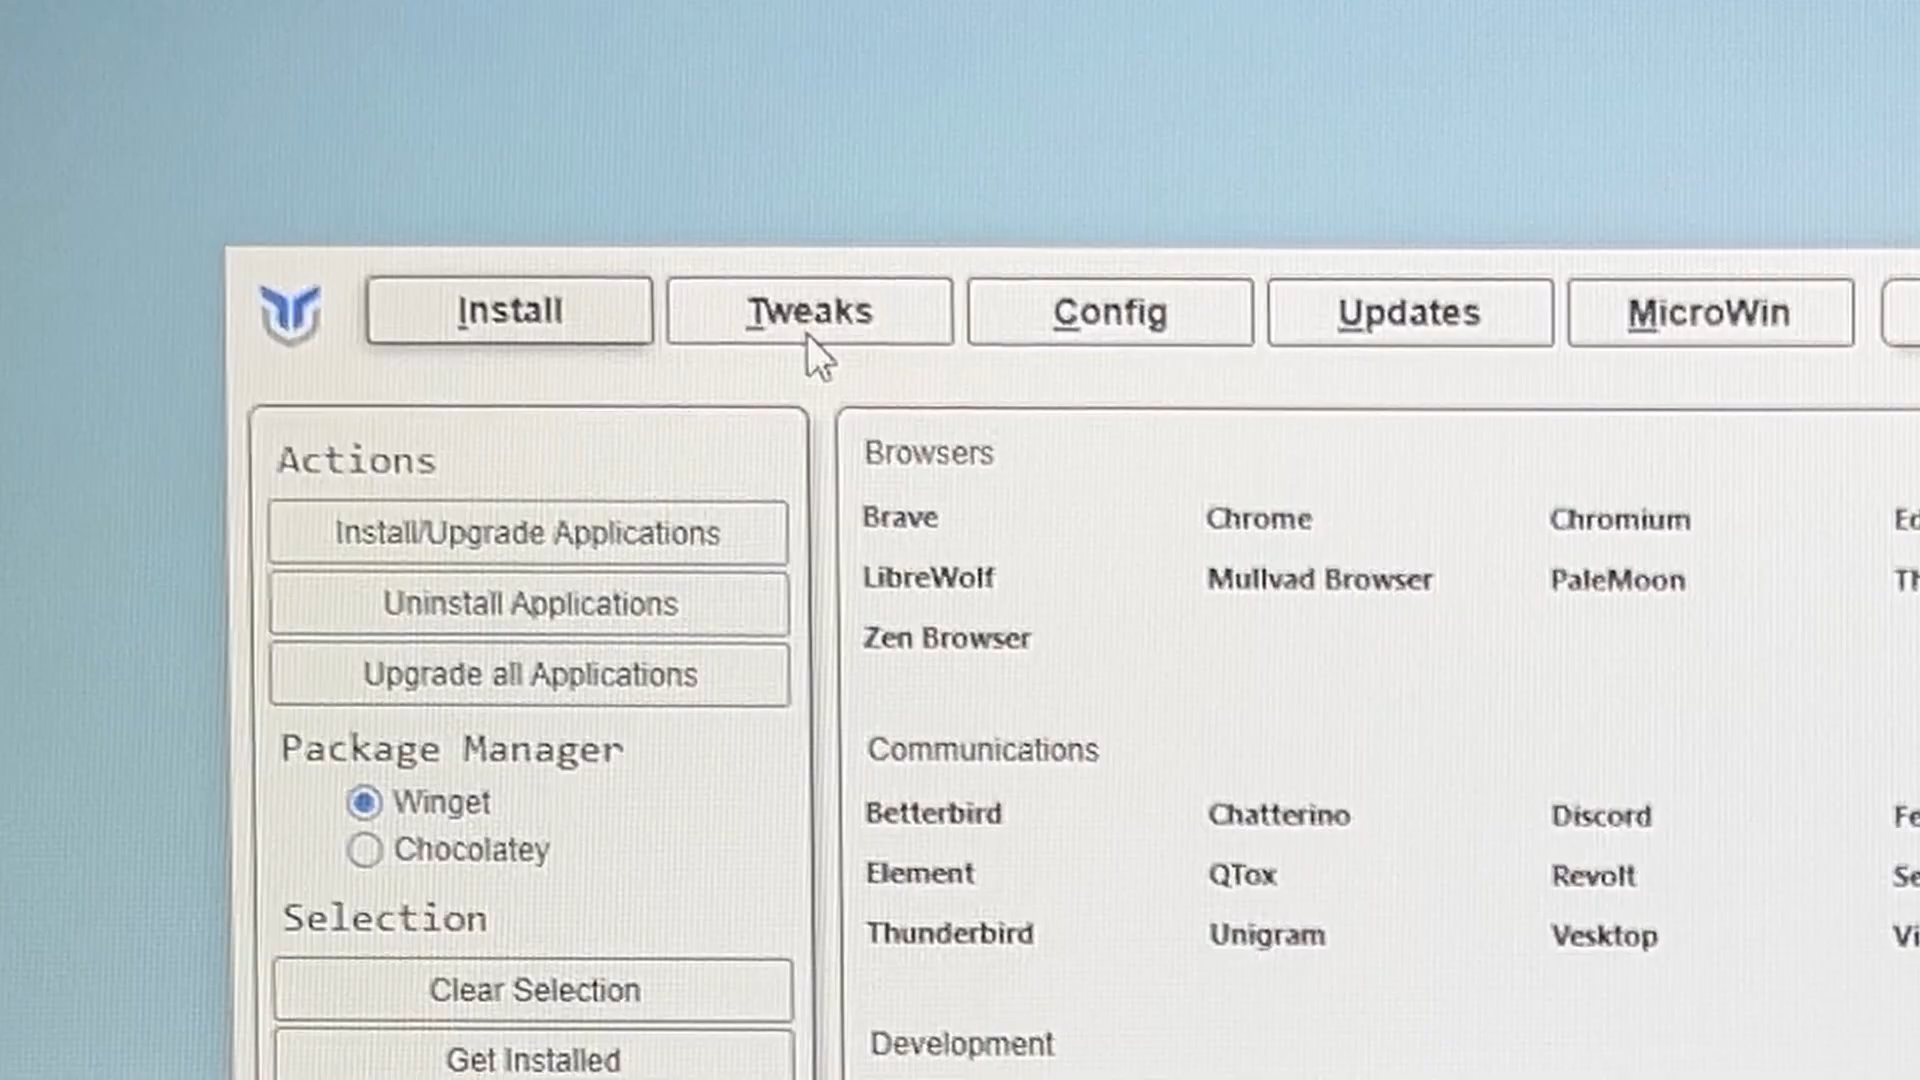 Install Tweaks Config Updates MicroWin
Actions
Install/Upgrade Applications
Uninstall Applications
Upgrade all Applications
Package Manager
Winget
Chocolatey
Selection
Clear Selection
Get Installed
Browsers
Brave Chrome Chromium
LibreWolf Mullvad Browser PaleMoon
Zen Browser
Communications
Betterbird Chatterino Discord
Element QTox Revolt
Thunderbird Unigram Vesktop
Development